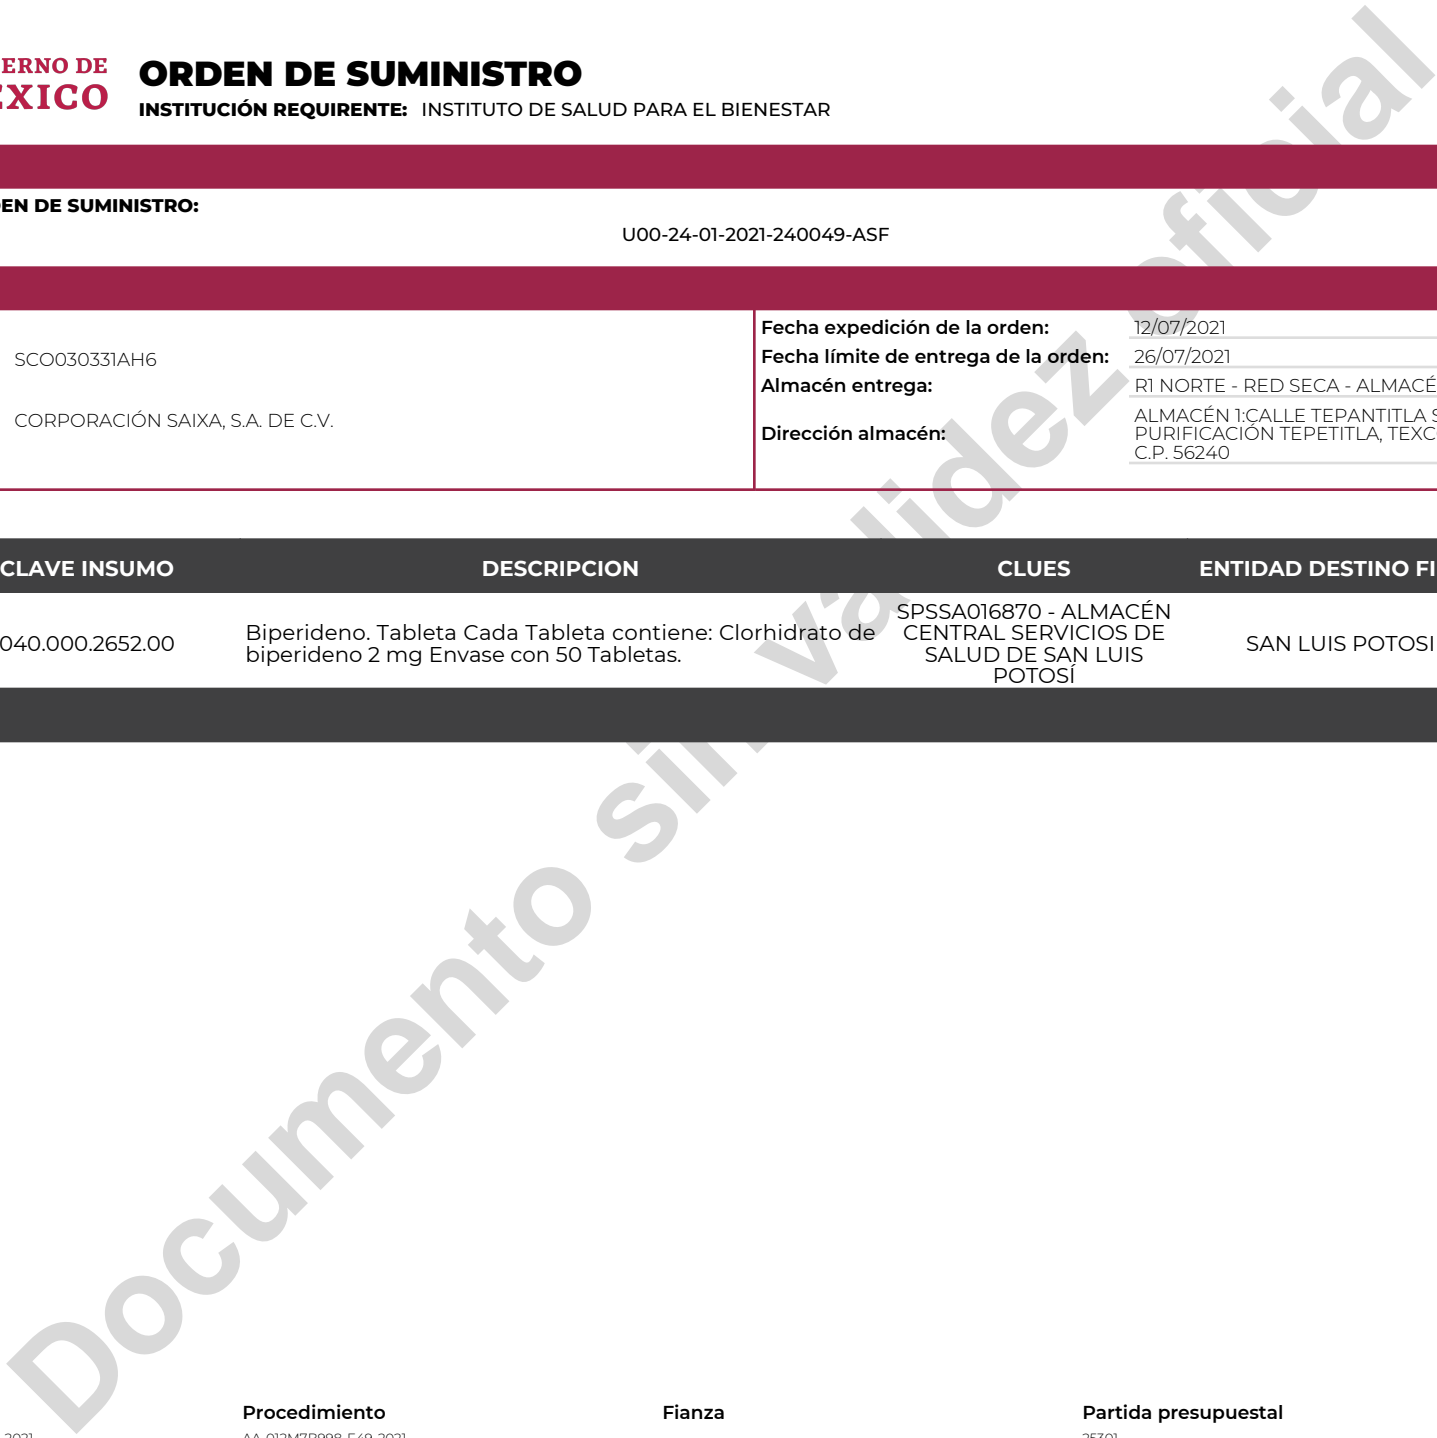 ERNO DE
EXICO
ORDEN DE SUMINISTRO
INSTITUCIÓN REQUIRENTE: INSTITUTO DE SALUD PARA EL BIENESTAR
EN DE SUMINISTRO:
U00-24-01-2021-240049-ASF
SCO030331AH6
CORPORACIÓN SAIXA, S.A. DE C.V.
Fecha expedición de la orden: 12/07/2021
Fecha límite de entrega de la orden: 26/07/2021
Almacén entrega: R1 NORTE - RED SECA - ALMACÉ
Dirección almacén: ALMACÉN 1:CALLE TEPANTITLA S
PURIFICACIÓN TEPETITLA, TEXC
C.P. 56240
CLAVE INSUMO DESCRIPCION CLUES ENTIDAD DESTINO FI
040.000.2652.00
Biperideno. Tableta Cada Tableta contiene: Clorhidrato de
biperideno 2 mg Envase con 50 Tabletas.
SPSSA016870 - ALMACÉN
CENTRAL SERVICIOS DE
SALUD DE SAN LUIS
POTOSÍ
SAN LUIS POTOSI
Documento sin validez oficial
Procedimiento Fianza Partida presupuestal